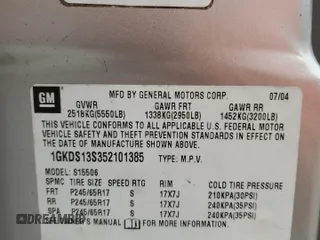 MFD BY GENERAL MOTORS CORP. 07/04
GM
GVWR GAWR FRT GAWR RR
2518KG(5550LB) 1338KG(2950LB) 1452KG(3200LB)
THIS VEHICLE CONFORMS TO ALL APPLICABLE U.S. FEDERAL MOTOR
VEHICLE SAFETY AND THEFT PREVENTION STANDARDS IN EFFECT ON
THE DATE OF MANUFACTURE SHOWN ABOVE.
1GKDS13S352101385 TYPE: M.P.V.
MODEL: S15506
SPMC TIRE SIZE SPEED RTG RIM COLD TIRE PRESSURE
FRT P245/65R17 S 17X7J 210KPA(30PSI)
RR P245/65R17 S 17X7J 240KPA(35PSI)
SPA P245/65R17 S 17X7J 240KPA(35PSI)
MANUAL FOR ADDITIONAL INFORMATION.